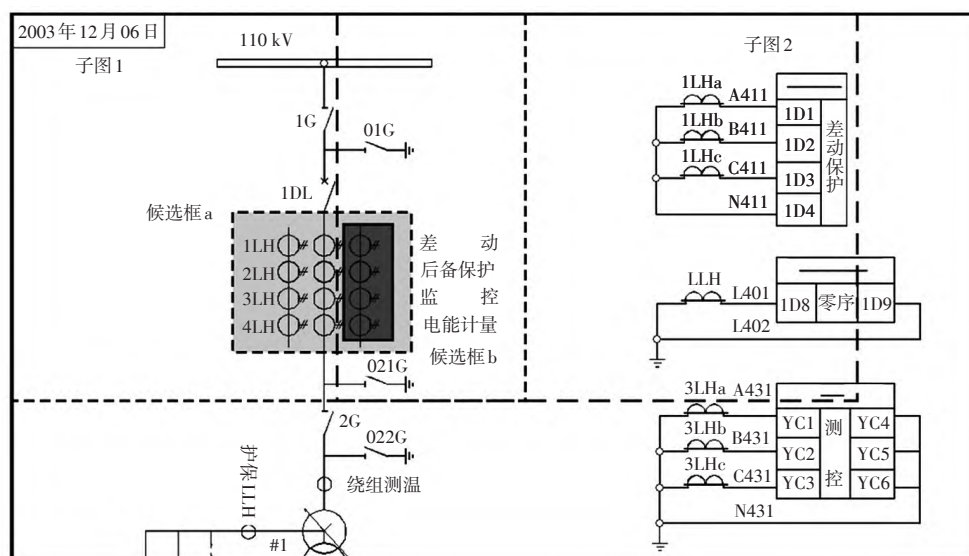 2003年12月06日
子图1
110 kV
1G
01G
1DL
候选框a
1LH
差 动
2LH
后备保护
3LH
监 控
4LH
电能计量
候选框b
021G
2G
022G
绕组测温
护保LLH
#1
子图2
1LHa
A411
1D1
1LHb
B411
1D2
1LHc
C411
1D3
N411
1D4
差动保护
LLH
L401
1D8
零序
1D9
L402
3LHa
A431
YC1
YC4
3LHb
B431
YC2
YC5
3LHc
C431
YC3
YC6
测控
N431